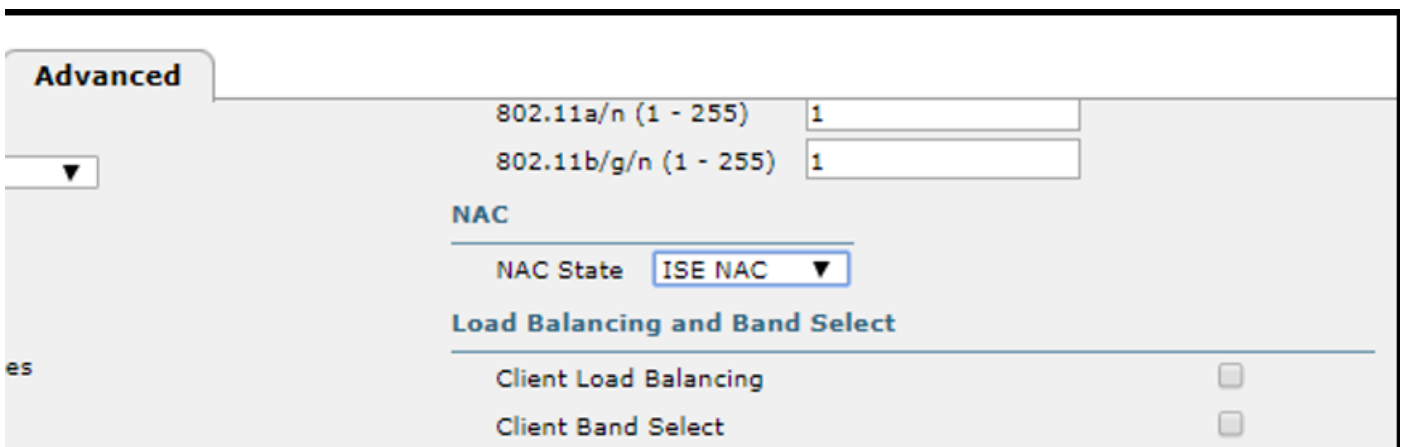 Advanced
802.11a/n (1 - 255) 1
802.11b/g/n (1 - 255) 1
NAC
NAC State ISE NAC
Load Balancing and Band Select
es
Client Load Balancing
Client Band Select